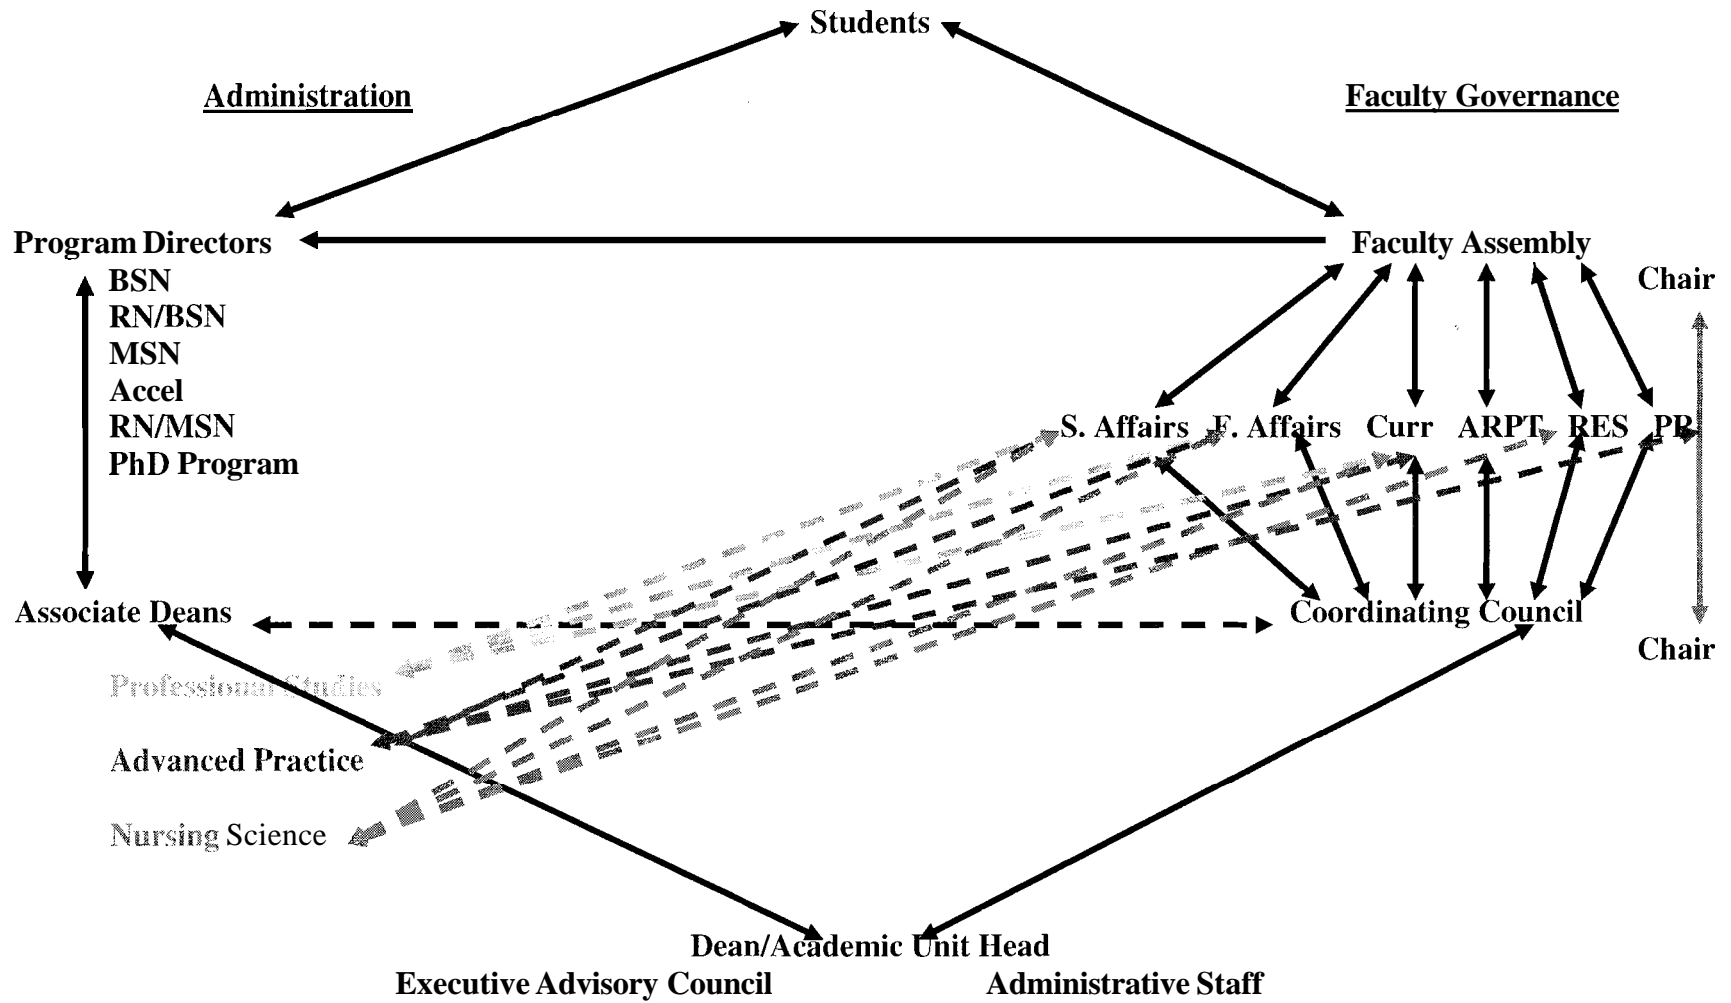 Students
Administration
Faculty Governance
Program Directors
Faculty Assembly
BSN
Chair
RN/BSN
MSN
Accel
RN/MSN
S. Affairs
F. Affairs
Curr
ARPT
RES
PR
PhD Program
Associate Deans
Coordinating Council
Chair
Professional Studies
Advanced Practice
Nursing Science
Dean/Academic Unit Head
Executive Advisory Council
Administrative Staff